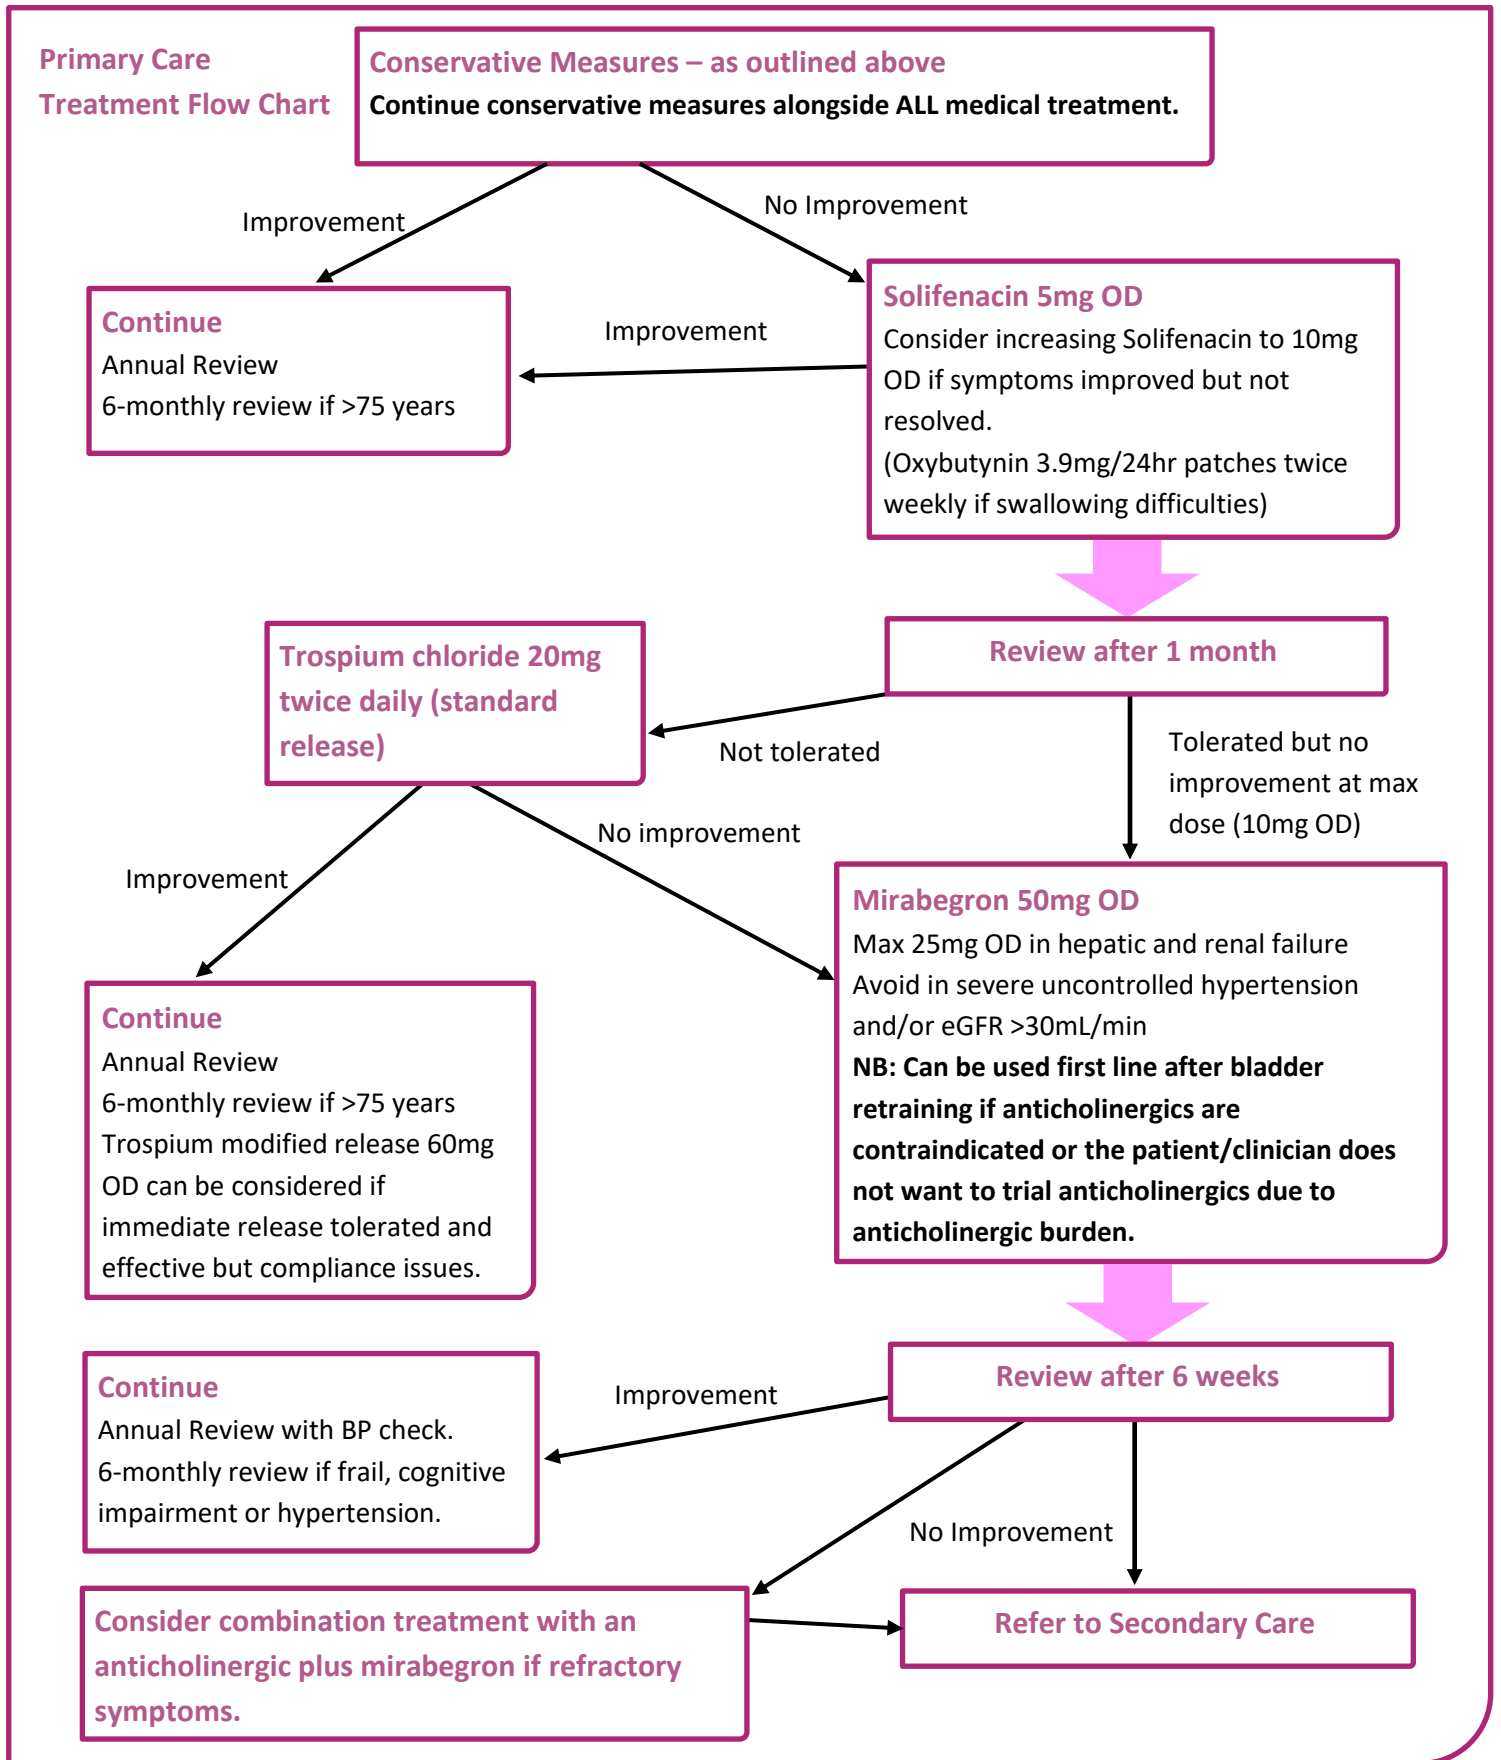 Primary Care
Treatment Flow Chart
Conservative Measures – as outlined above
Continue conservative measures alongside ALL medical treatment.
Improvement
No Improvement
Continue
Annual Review
6-monthly review if >75 years
Improvement
Solifenacin 5mg OD
Consider increasing Solifenacin to 10mg
OD if symptoms improved but not
resolved.
(Oxybutynin 3.9mg/24hr patches twice
weekly if swallowing difficulties)
Review after 1 month
Trospium chloride 20mg
twice daily (standard
release)
Not tolerated
Tolerated but no
improvement at max
dose (10mg OD)
No improvement
Improvement
Mirabegron 50mg OD
Max 25mg OD in hepatic and renal failure
Avoid in severe uncontrolled hypertension
and/or eGFR >30mL/min
NB: Can be used first line after bladder
retraining if anticholinergics are
contraindicated or the patient/clinician does
not want to trial anticholinergics due to
anticholinergic burden.
Continue
Annual Review
6-monthly review if >75 years
Trospium modified release 60mg
OD can be considered if
immediate release tolerated and
effective but compliance issues.
Review after 6 weeks
Improvement
Continue
Annual Review with BP check.
6-monthly review if frail, cognitive
impairment or hypertension.
No Improvement
Consider combination treatment with an
anticholinergic plus mirabegron if refractory
symptoms.
Refer to Secondary Care